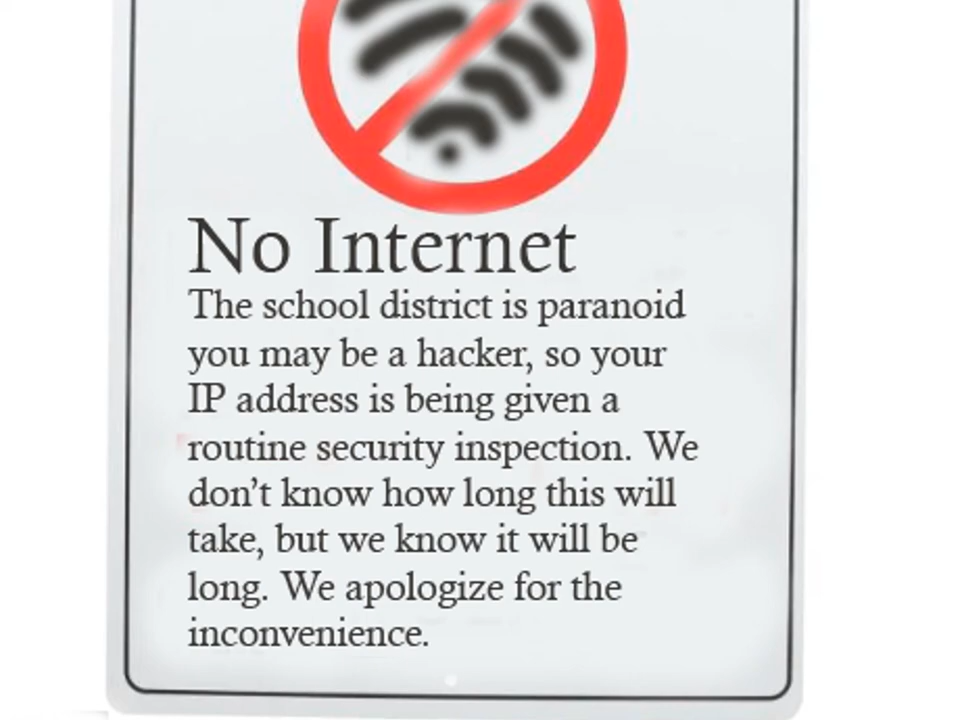 No Internet
The school district is paranoid
you may be a hacker, so your
IP address is being given a
routine security inspection. We
don't know how long this will
take, but we know it will be
long. We apologize for the
inconvenience.